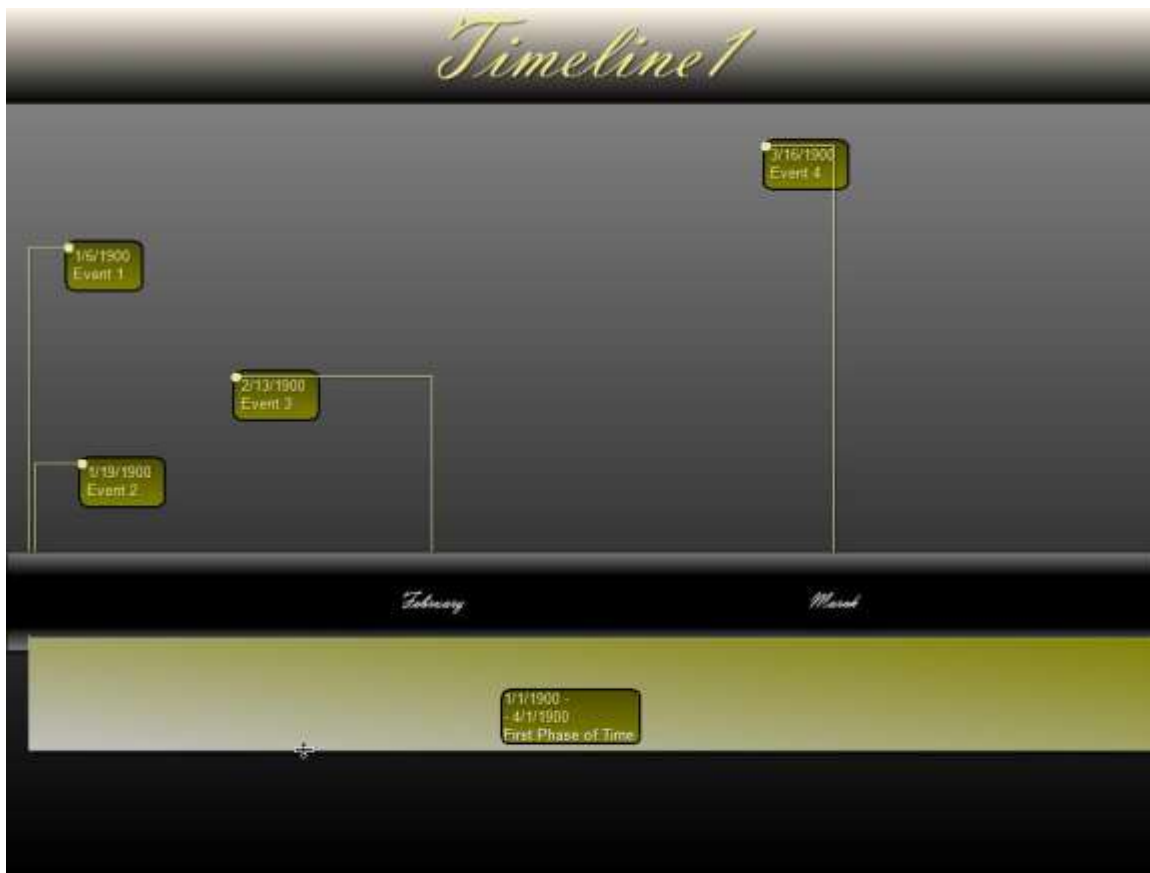 Timeline1
3/16/1900
Event 4
1/6/1900
Event 1
2/13/1900
Event 3
1/19/1900
Event 2
February
March
1/1/1900 -
- 4/1/1900
First Phase of Time